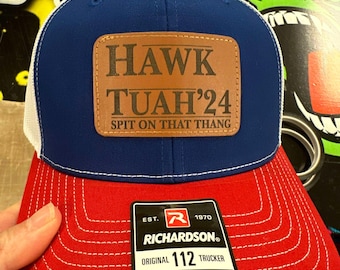 HAWK
TUAH'24
SPIT ON THAT THANG
EST. R 1970
RICHARDSON®
ORIGINAL 112 TRUCKER